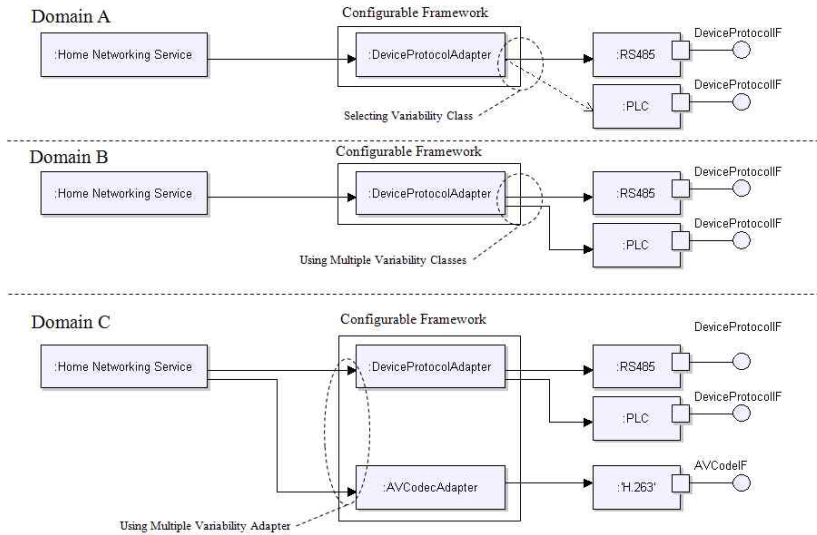 Domain A
Configurable Framework
:Home Networking Service
:DeviceProtocolAdapter
:RS485
DeviceProtocolIF
:PLC
DeviceProtocolIF
Selecting Variability Class
Domain B
Configurable Framework
:Home Networking Service
:DeviceProtocolAdapter
:RS485
DeviceProtocolIF
:PLC
DeviceProtocolIF
Using Multiple Variability Classes
Domain C
Configurable Framework
:Home Networking Service
:DeviceProtocolAdapter
:RS485
DeviceProtocolIF
:PLC
DeviceProtocolIF
:AVCodecAdapter
:'H.263'
AVCodeIF
Using Multiple Variability Adapter